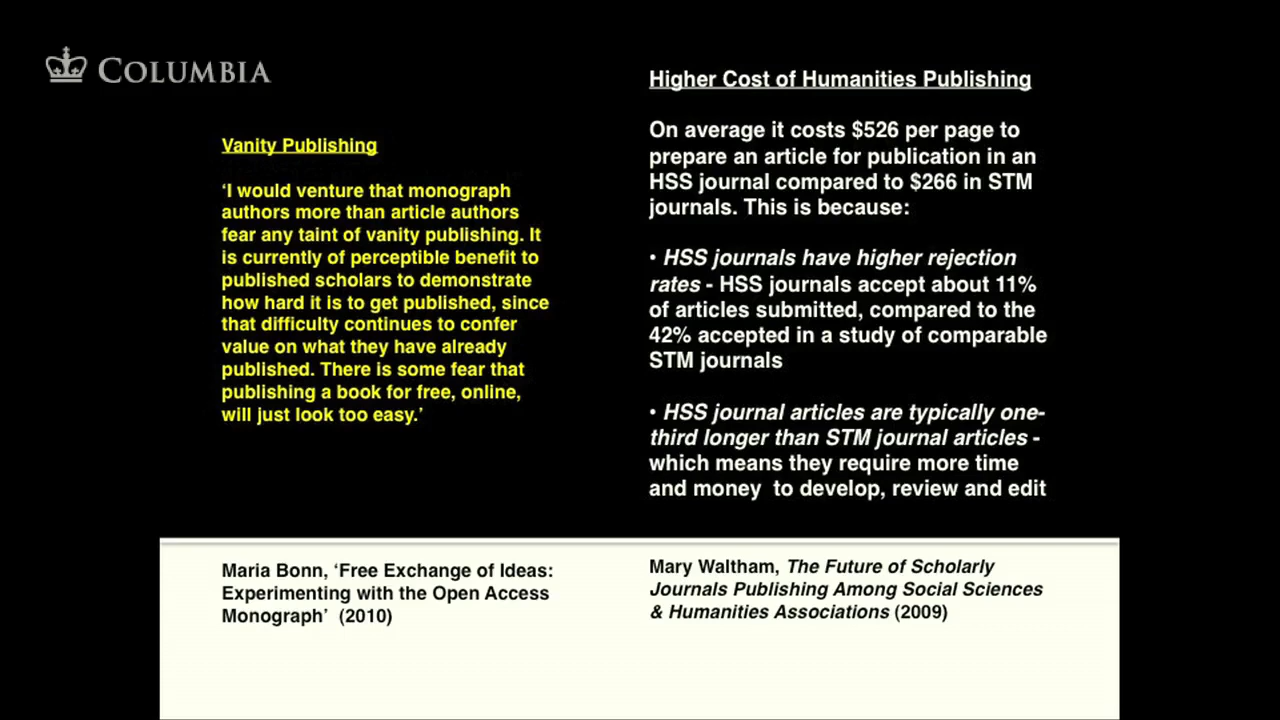 COLUMBIA
Vanity Publishing
‘I would venture that monograph
authors more than article authors
fear any taint of vanity publishing. It
is currently of perceptible benefit to
published scholars to demonstrate
how hard it is to get published, since
that difficulty continues to confer
value on what they have already
published. There is some fear that
publishing a book for free, online,
will just look too easy.’
Higher Cost of Humanities Publishing
On average it costs $526 per page to
prepare an article for publication in an
HSS journal compared to $266 in STM
journals. This is because:
• HSS journals have higher rejection
rates - HSS journals accept about 11%
of articles submitted, compared to the
42% accepted in a study of comparable
STM journals
• HSS journal articles are typically one-
third longer than STM journal articles -
which means they require more time
and money  to develop, review and edit
Maria Bonn, ‘Free Exchange of Ideas:
Experimenting with the Open Access
Monograph’  (2010)
Mary Waltham, The Future of Scholarly
Journals Publishing Among Social Sciences
& Humanities Associations (2009)